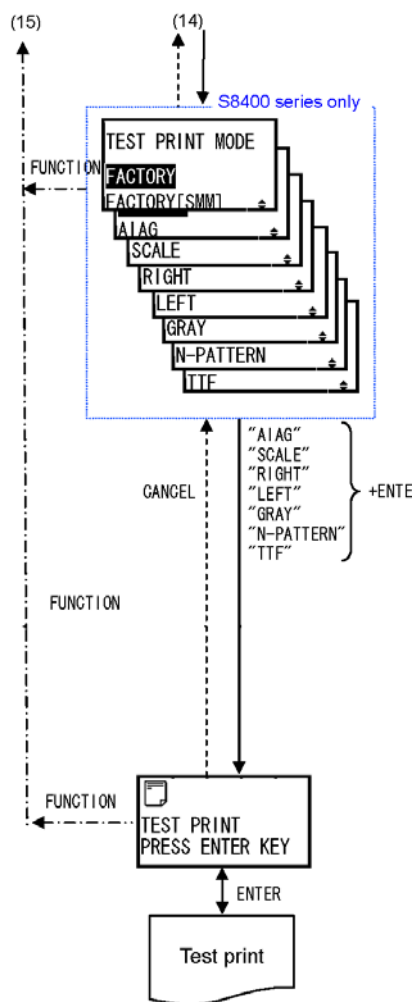 (15)
(14)
S8400 series only
TEST PRINT MODE
FUNCTION
FACTORY
FACTORY[SMM]
AIAG
SCALE
RIGHT
LEFT
GRAY
N-PATTERN
TTF
"AIAG"
"SCALE"
"RIGHT"
"LEFT"
"GRAY"
"N-PATTERN"
"TTF"
+ENTE
CANCEL
FUNCTION
FUNCTION
TEST PRINT
PRESS ENTER KEY
ENTER
Test print